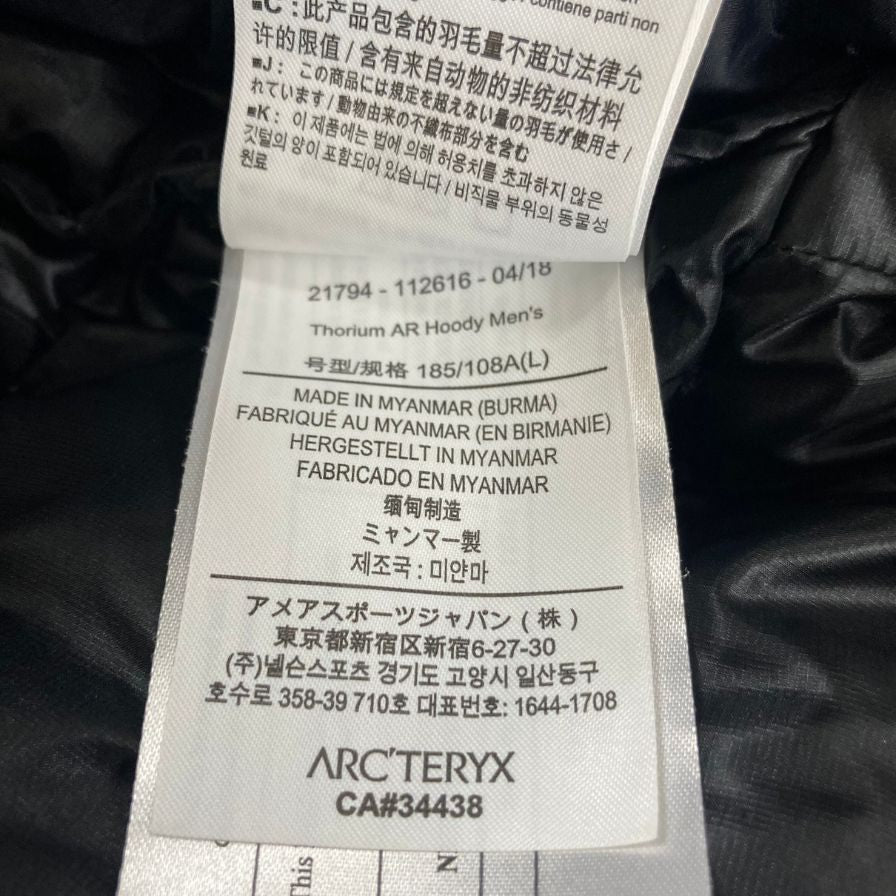 contiene parti non
■C：此产品包含的羽毛量不超过法律允
许的限值 / 含有来自动物的非纺织材料
■J： この商品には規定を超えない量の羽毛が使用さ
れています / 動物由来の不織布部分を含む
■K： 이 제품에는 법에 의해 허용치를 초과하지 않은
깃털의 양이 포함되어 있습니다 / 비직물 부위의 동물성
원료
21794 - 112616 - 04/18
Thorium AR Hoody Men's
号型/规格 185/108A(L)
MADE IN MYANMAR (BURMA)
FABRIQUÉ AU MYANMAR (EN BIRMANIE)
HERGESTELLT IN MYANMAR
FABRICADO EN MYANMAR
缅甸制造
ミャンマー製
제조국 : 미얀마
アメアスポーツジャパン ( 株 )
東京都新宿区新宿6-27-30
(주)넬슨스포츠 경기도 고양시 일산동구
호수로 358-39 710호 대표번호: 1644-1708
ARC'TERYX
CA#34438
This